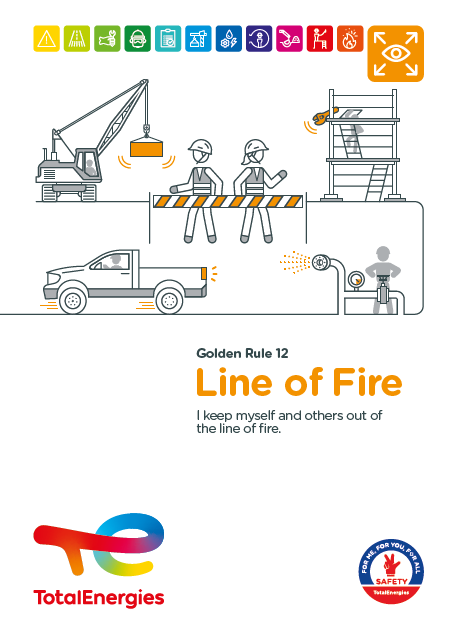 Golden Rule 12
Line of Fire
I keep myself and others out of
the line of fire.
TotalEnergies
FOR ME, FOR YOU, FOR ALL
SAFETY
TotalEnergies